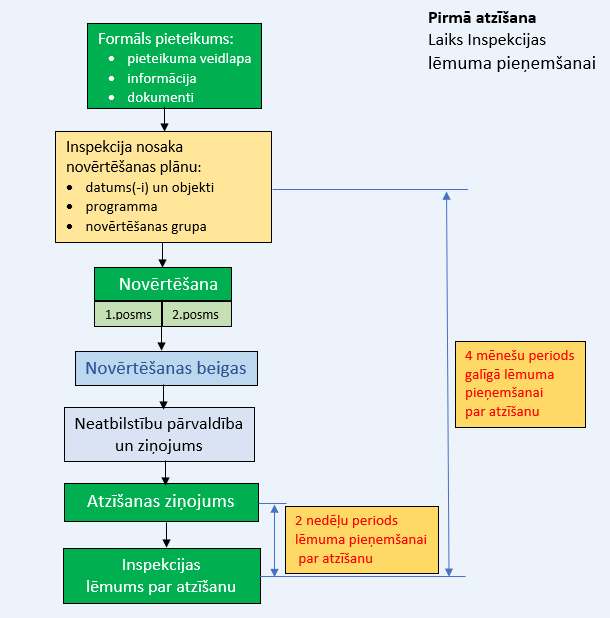 Pirmā atzīšana
Laiks Inspekcijas
lēmuma pieņemšanai
Formāls pieteikums:
• pieteikuma veidlapa
• informācija
• dokumenti
Inspekcija nosaka
novērtēšanas plānu:
• datums(-i) un objekti
• programma
• novērtēšanas grupa
Novērtēšana
1.posms
2.posms
Novērtēšanas beigas
4 mēnešu periods
galīgā lēmuma
pieņemšanai
par atzīšanu
Neatbilstību pārvaldība
un ziņojums
Atzīšanas ziņojums
2 nedēļu periods
lēmuma pieņemšanai
par atzīšanu
Inspekcijas
lēmums par atzīšanu